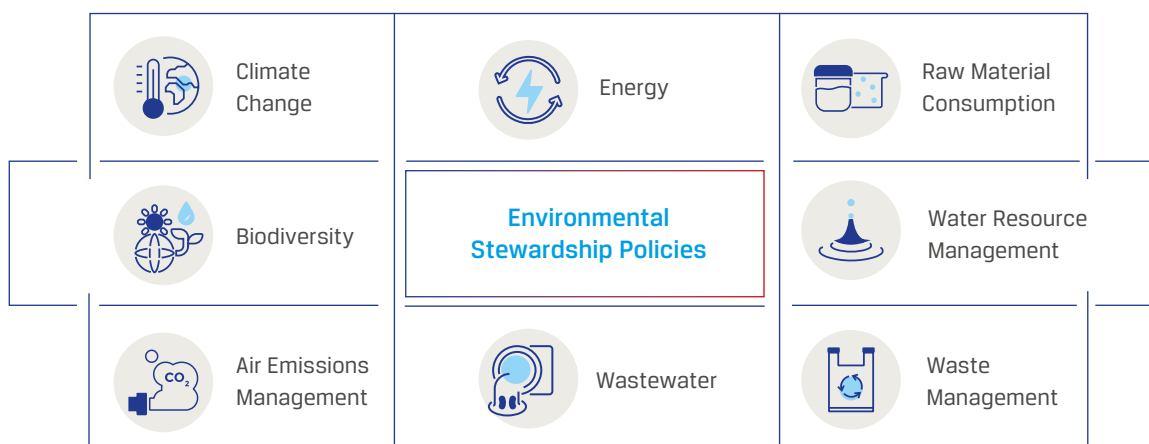 Climate
Change
Energy
Raw Material
Consumption
Biodiversity
Environmental
Stewardship Policies
Water Resource
Management
CO₂
Air Emissions
Management
Wastewater
Waste
Management